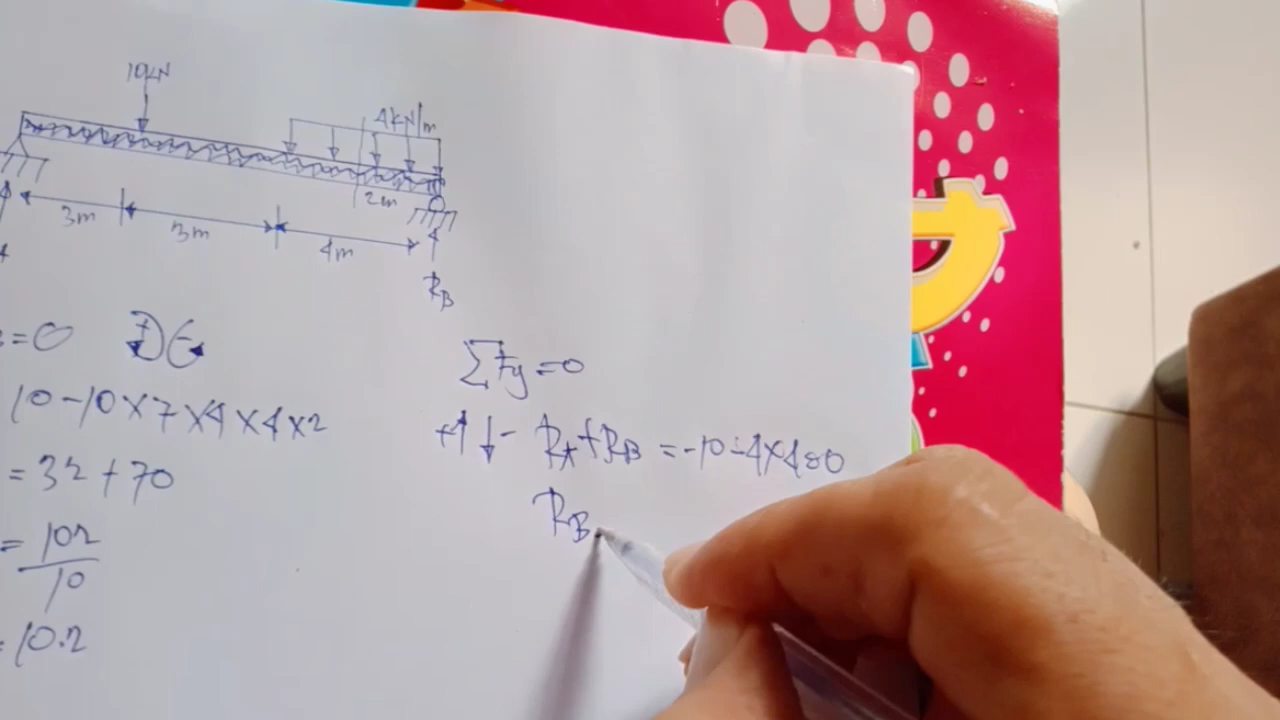 10kN
4kN/m
2m
3m
3m
4m
RB
=0
10-10×7×4×4×2
=32+70
=102/10
10.2
ΣFy=0
+↑↓- RA+RB =-10-4×4=0
RB